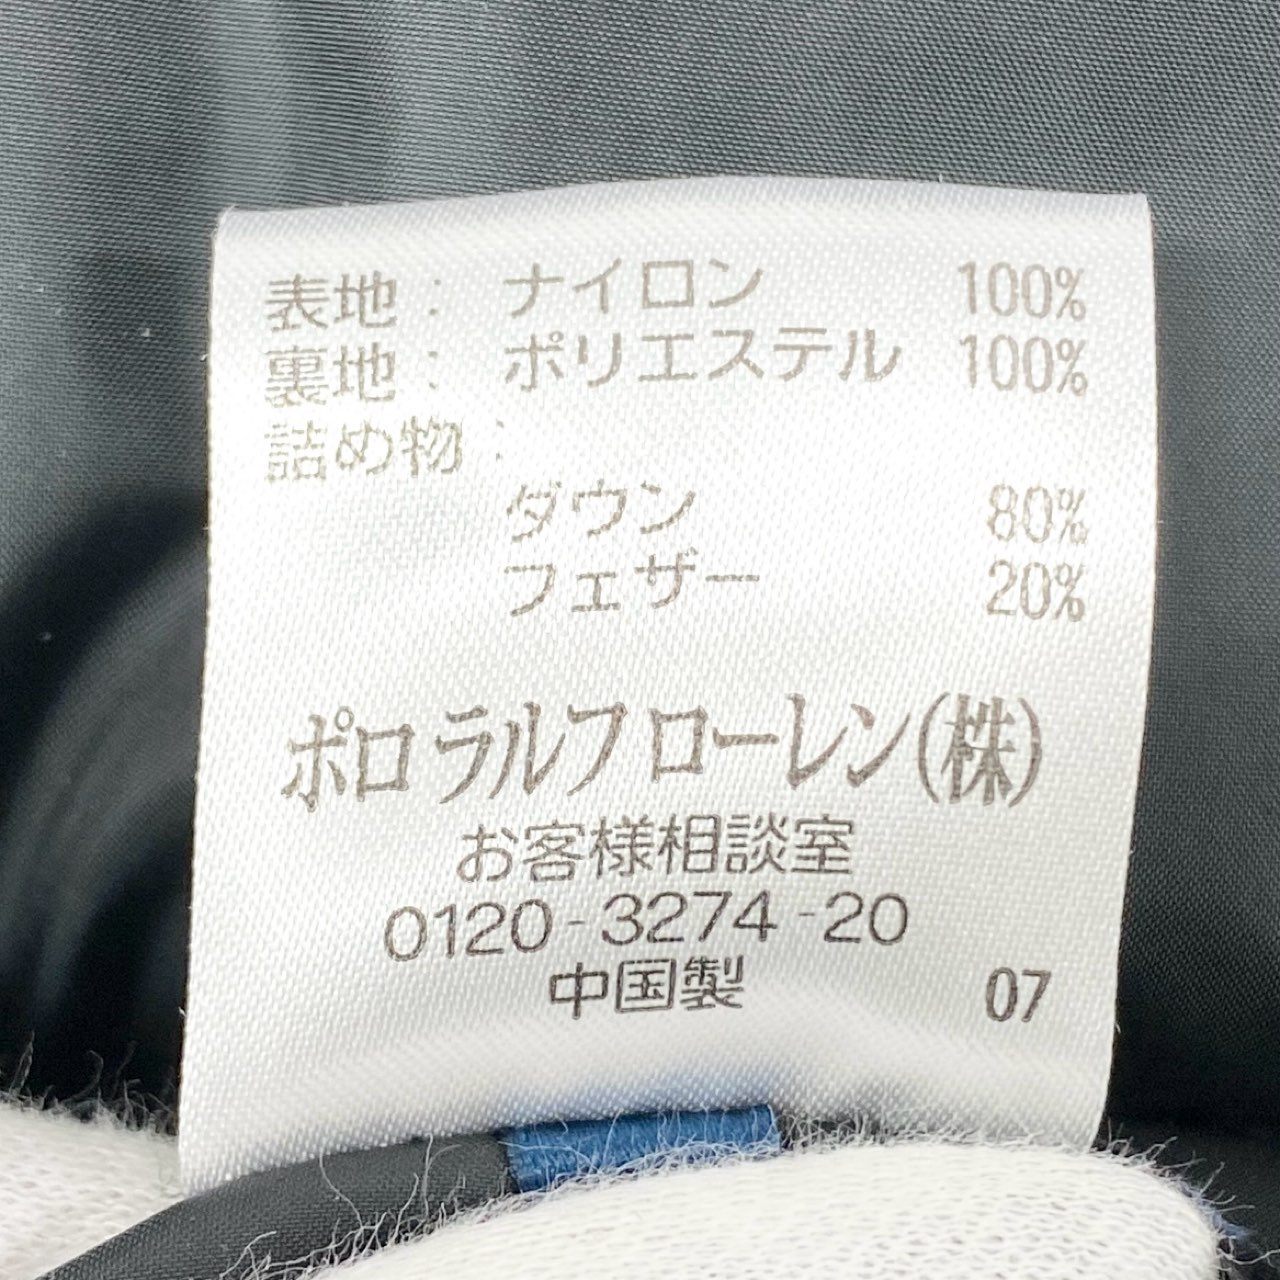 表地： ナイロン 100%
裏地： ポリエステル 100%
詰め物：
ダウン 80%
フェザー 20%
ポロ ラルフ ローレン(株)
お客様相談室
0120-3274-20
中国製 07